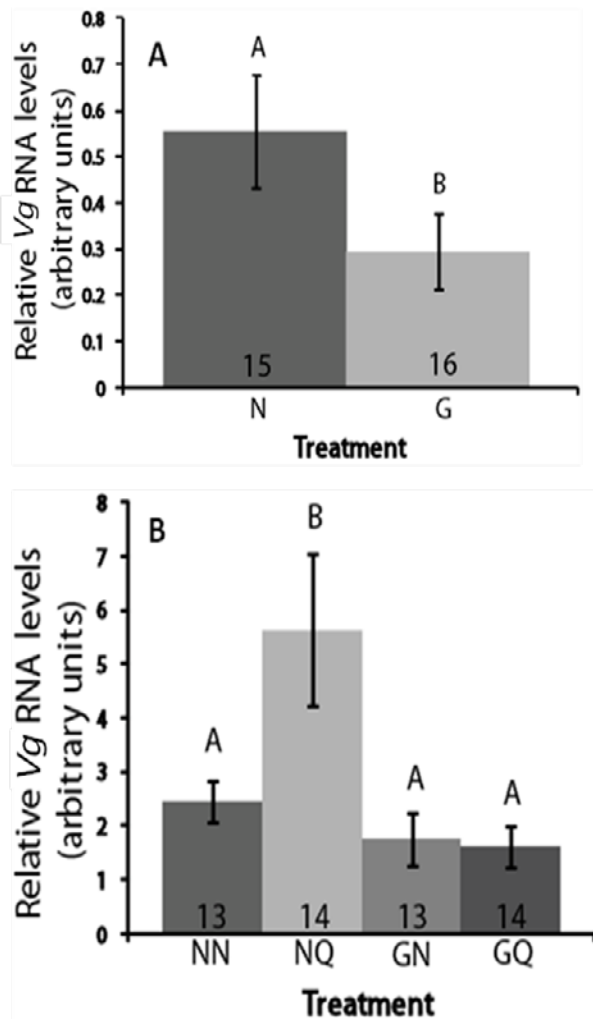 A
Relative Vg RNA levels
(arbitrary units)
0.8
0.7
0.6
0.5
0.4
0.3
0.2
0.1
0
A
B
15
16
N
G
Treatment
B
Relative Vg RNA levels
(arbitrary units)
8
7
6
5
4
3
2
1
0
A
B
A
A
13
14
13
14
NN
NQ
GN
GQ
Treatment